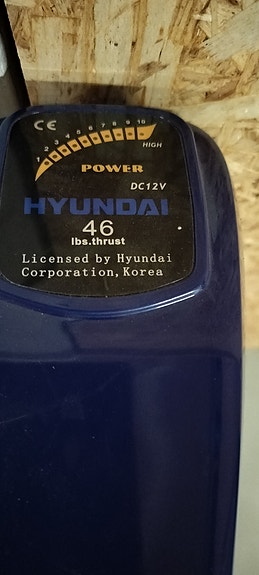 CE
1 2 3 4 5 6 7 8 9 10
HIGH
POWER
DC12V
HYUNDAI
46
lbs.thrust
Licensed by Hyundai
Corporation, Korea